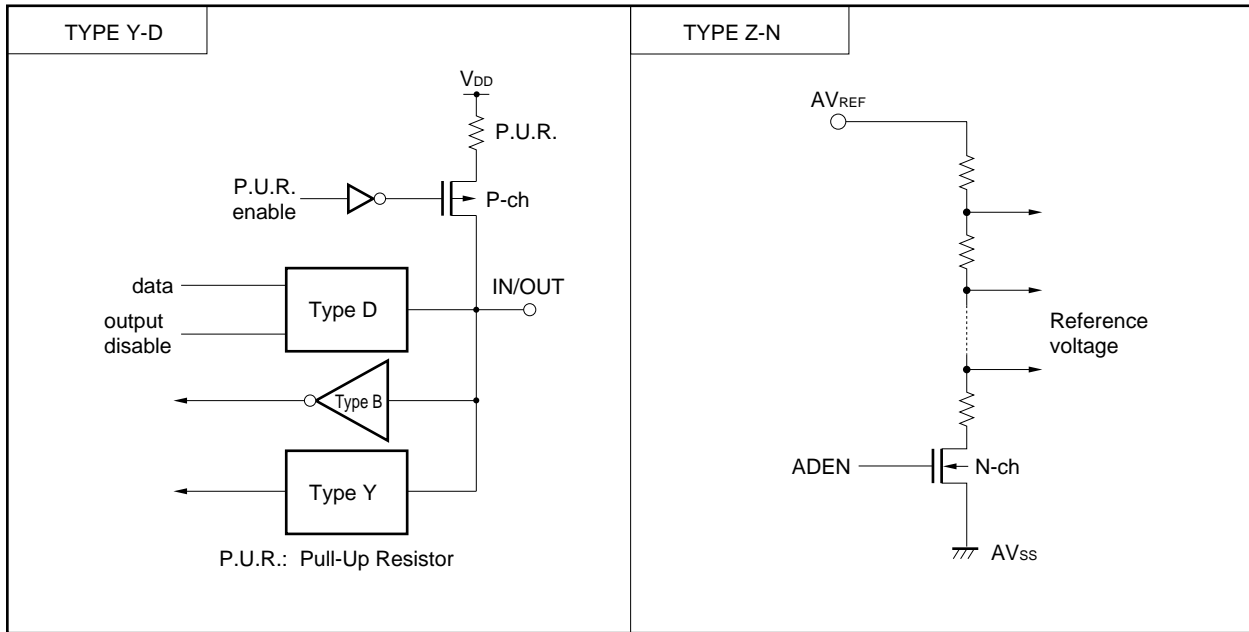 TYPE Y-D
VDD
P.U.R.
P.U.R.
enable
P-ch
data
Type D
IN/OUT
output
disable
Type B
Type Y
P.U.R.: Pull-Up Resistor
TYPE Z-N
AVREF
Reference
voltage
ADEN
N-ch
AVSS